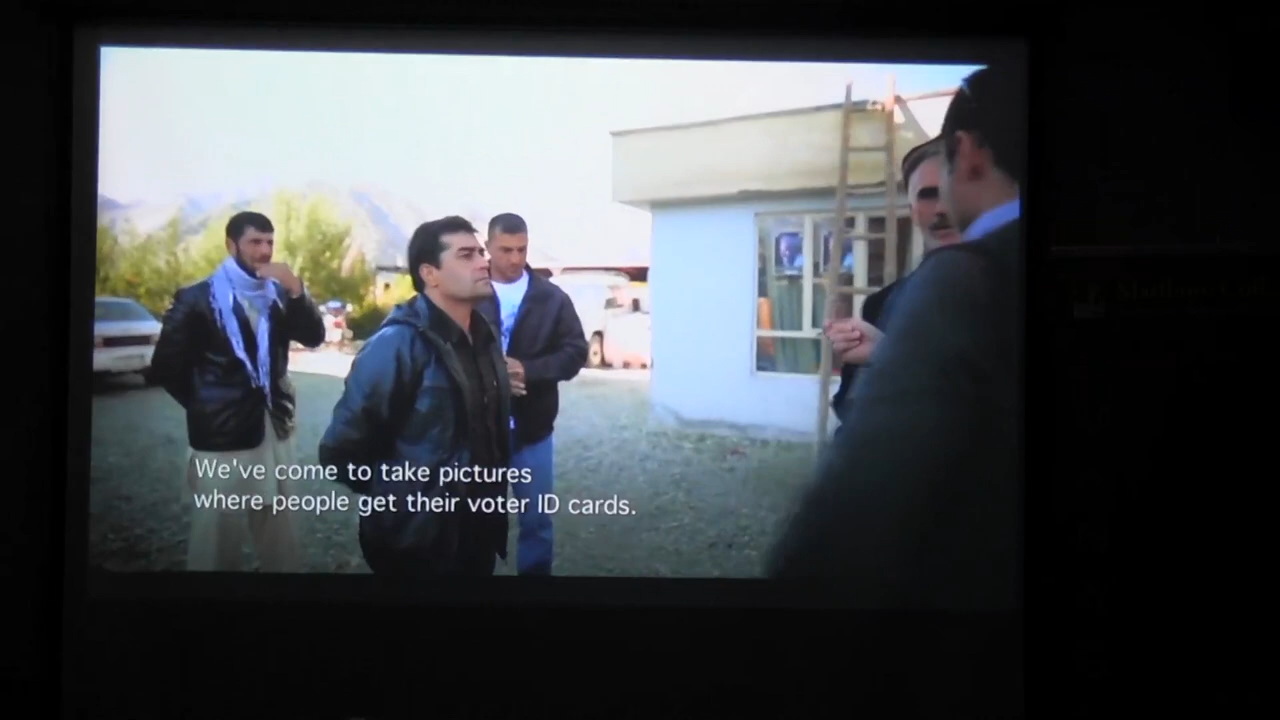 We've come to take pictures
where people get their voter ID cards.